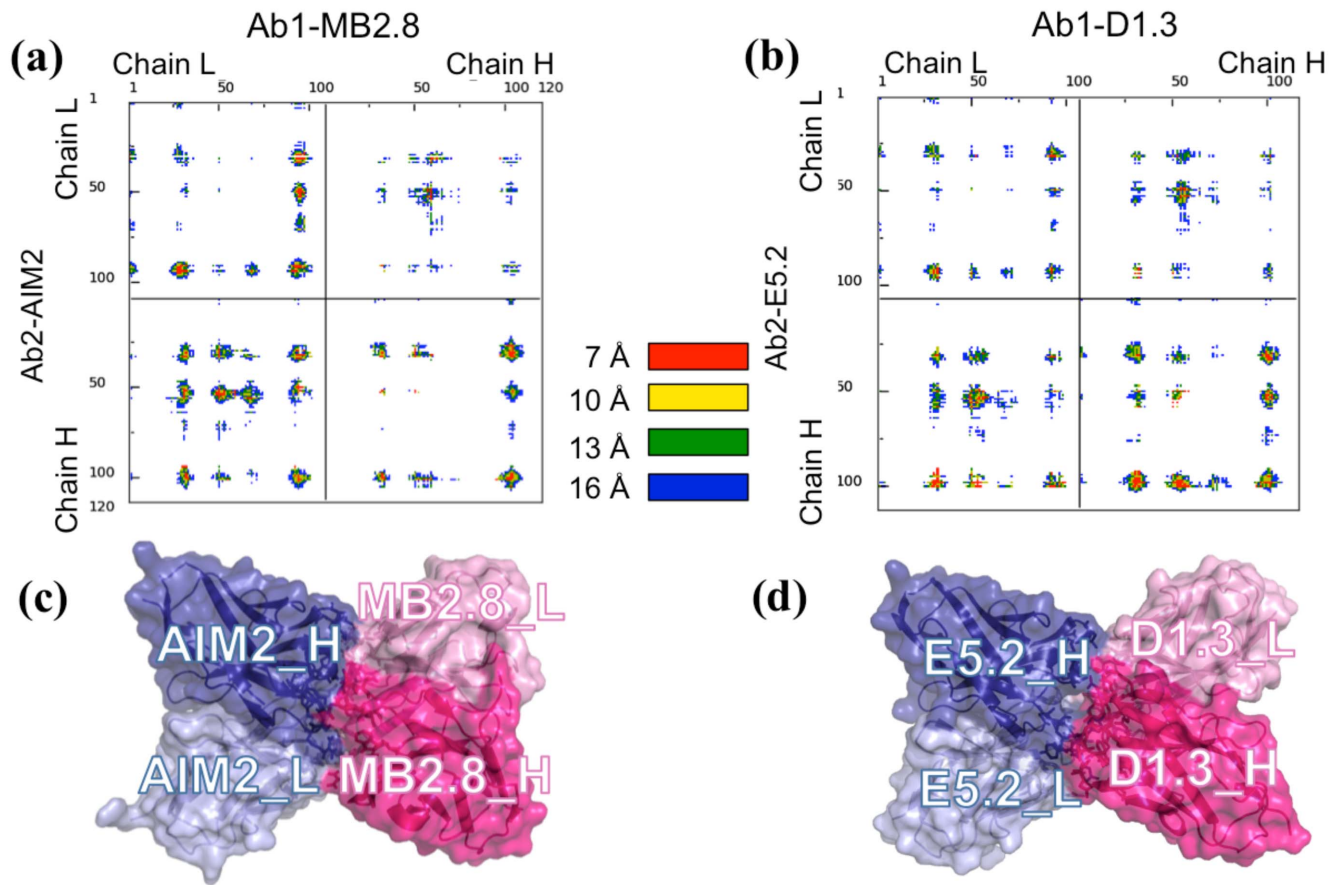 Ab1-MB2.8
Ab1-D1.3
(a)
Chain L_
Chain H
(b)
Chain L
Chain H
1
50
100
50
100
120
1
50
100
50
100
1
50
100
50
100
120
Chain L
Chain H
Ab2-AIM2
7 Å
10 Å
13 Å
16 Å
1
50
100
50
100
Chain L
Chain H
Ab2-E5.2
(c)
AIM2_H
MB2.8_L
AIM2_L
MB2.8_H
(d)
E5.2_H
D1.3_L
E5.2_L
D1.3_H